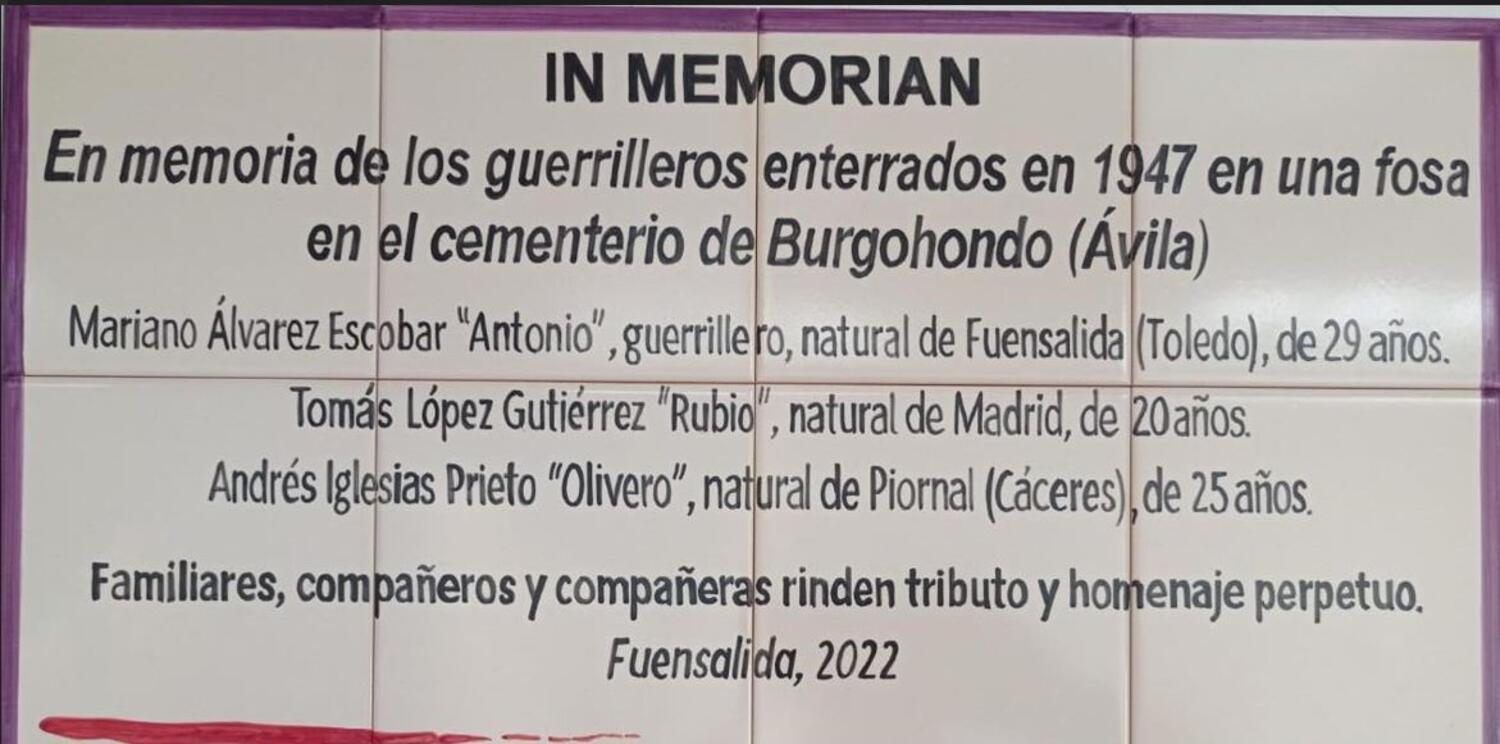 IN MEMORIAN
En memoria de los guerrilleros enterrados en 1947 en una fosa
en el cementerio de Burgohondo (Ávila)
Mariano Álvarez Escobar "Antonio", guerrillero, natural de Fuensalida (Toledo), de 29 años.
Tomás López Gutiérrez "Rubio", natural de Madrid, de 20 años.
Andrés Iglesias Prieto "Olivero", natural de Piornal (Cáceres), de 25 años.
Familiares, compañeros y compañeras rinden tributo y homenaje perpetuo.
Fuensalida, 2022